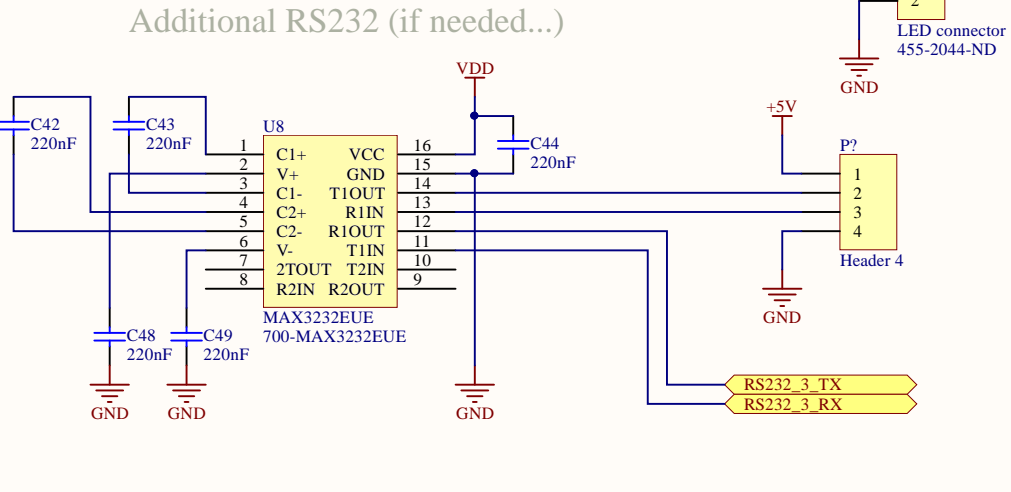 Additional RS232 (if needed...)
2
LED connector
455-2044-ND
GND
VDD
+5V
C42
220nF
C43
220nF
U8
C44
220nF
P?
1 C1+ VCC 16
2 V+ GND 15
3 C1- T1OUT 14
4 C2+ R1IN 13
5 C2- R1OUT 12
6 V- T1IN 11
7 2TOUT T2IN 10
8 R2IN R2OUT 9
1
2
3
4
Header 4
MAX3232EUE
700-MAX3232EUE
GND
C48
220nF
C49
220nF
GND
GND
GND
RS232_3_TX
RS232_3_RX